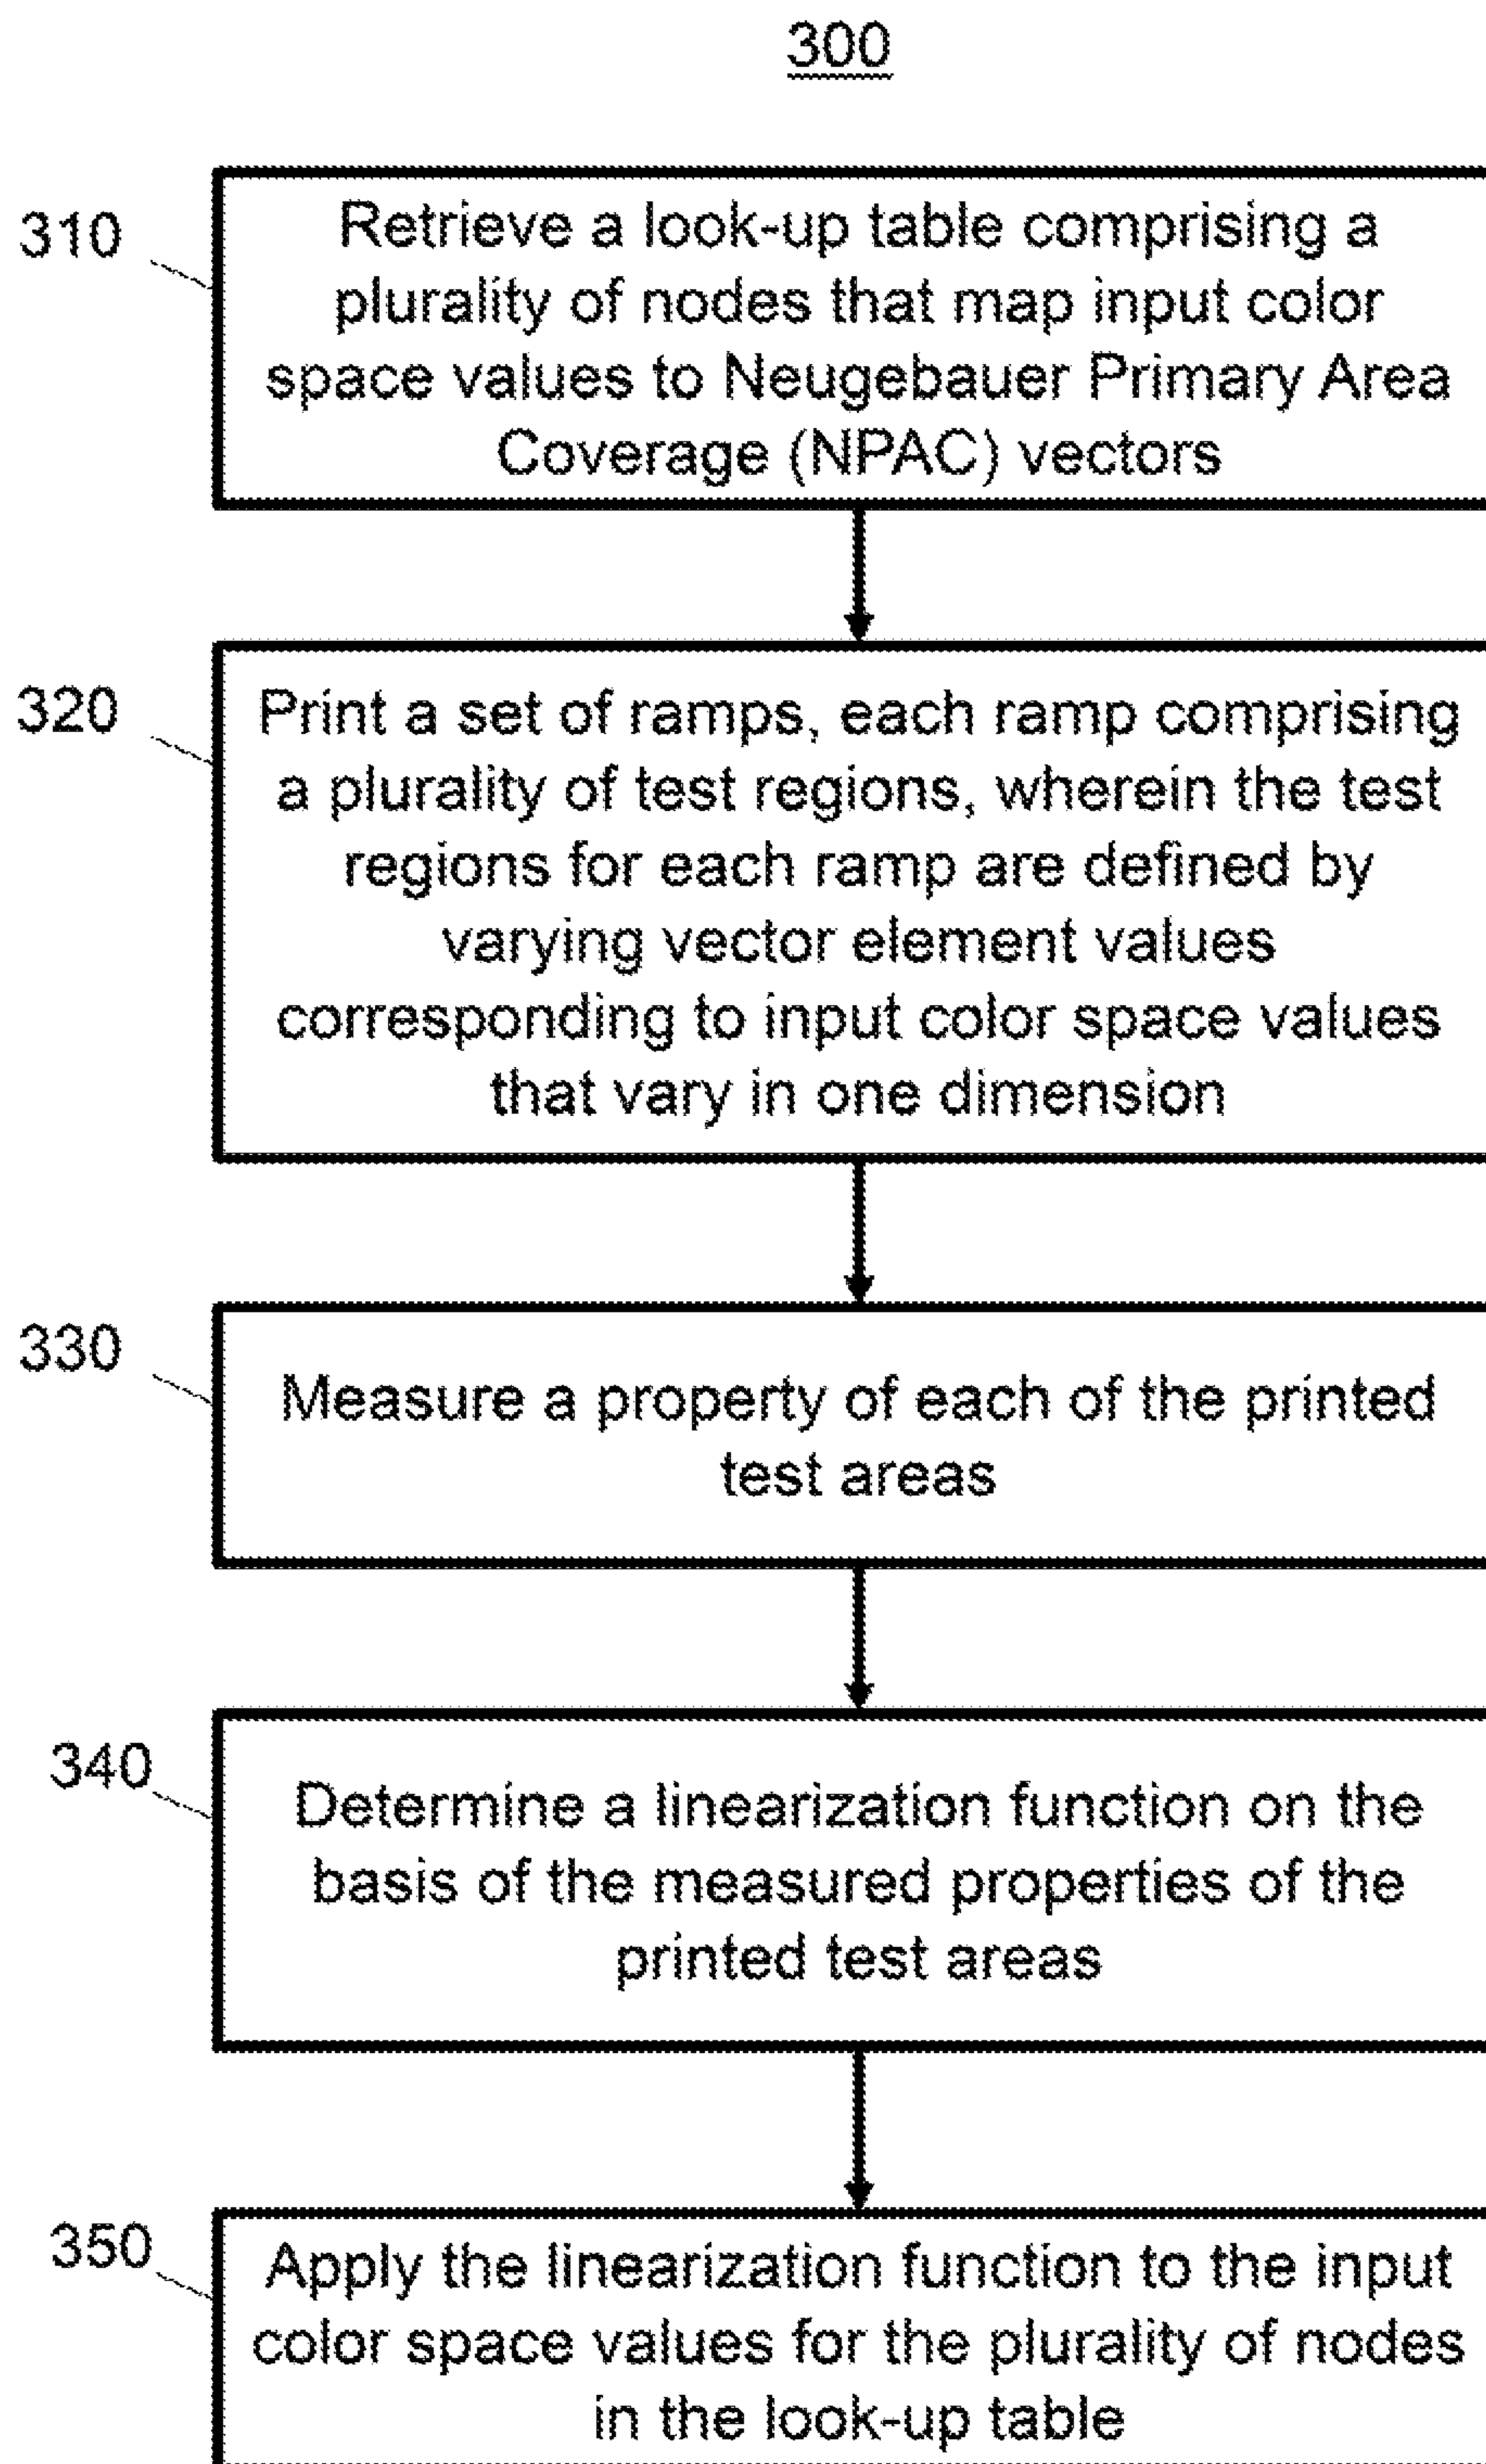 300
310
Retrieve a look-up table comprising a
plurality of nodes that map input color
space values to Neugebauer Primary Area
Coverage (NPAC) vectors
320
Print a set of ramps, each ramp comprising
a plurality of test regions, wherein the test
regions for each ramp are defined by
varying vector element values
corresponding to input color space values
that vary in one dimension
330
Measure a property of each of the printed
test areas
340
Determine a linearization function on the
basis of the measured properties of the
printed test areas
350
Apply the linearization function to the input
color space values for the plurality of nodes
in the look-up table